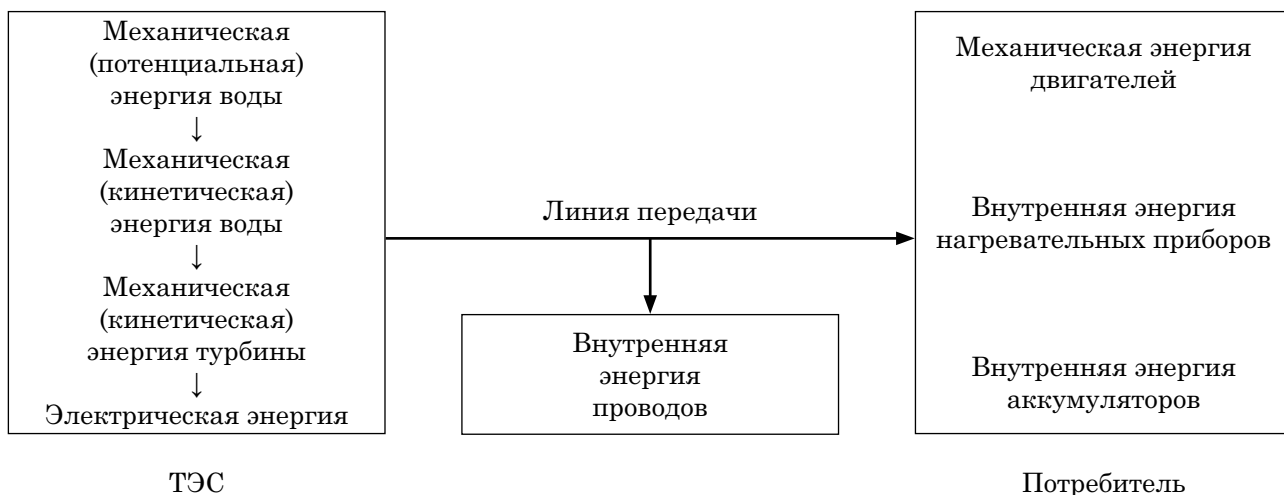 Механическая
(потенциальная)
энергия воды
↓
Механическая
(кинетическая)
энергия воды
↓
Механическая
(кинетическая)
энергия турбины
↓
Электрическая энергия
ТЭС
Линия передачи
Внутренняя
энергия
проводов
Механическая энергия
двигателей
Внутренняя энергия
нагревательных приборов
Внутренняя энергия
аккумуляторов
Потребитель